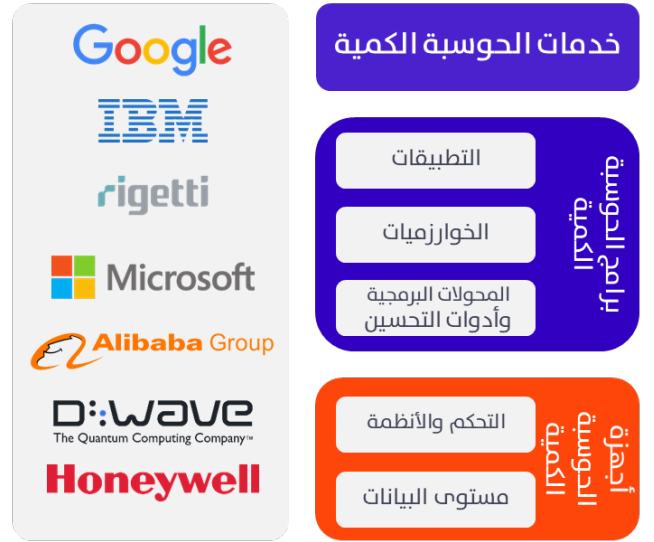 Google
IBM
rigetti
Microsoft
Alibaba Group
D:wave
The Quantum Computing Company™
Honeywell
خدمات الحوسبة الكمية
برامج الحوسبة
الكمية
التطبيقات
الخوارزميات
المحولات البرمجية
وأدوات التحسين
أجهزة
الحوسبة
الكمية
التحكم والأنظمة
مستوى البيانات